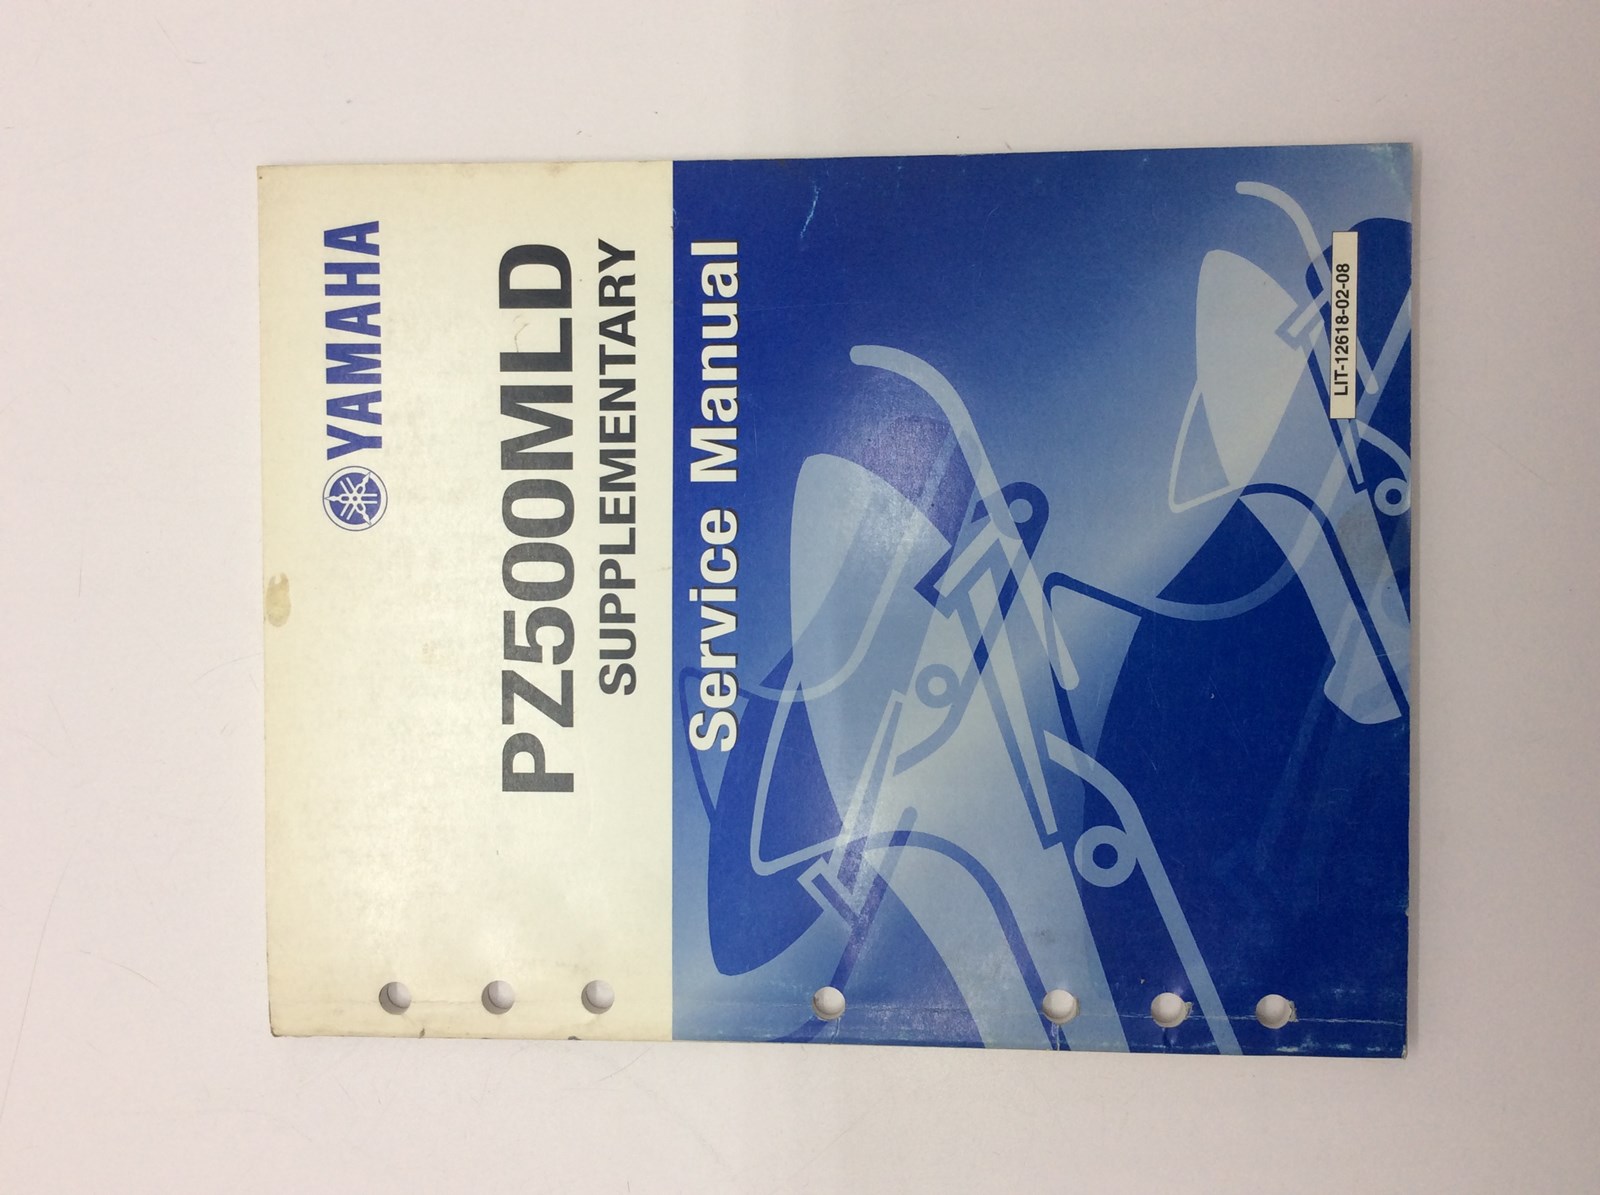 YAMAHA
PZ500MLD
SUPPLEMENTARY
Service Manual
LIT-12618-02-08